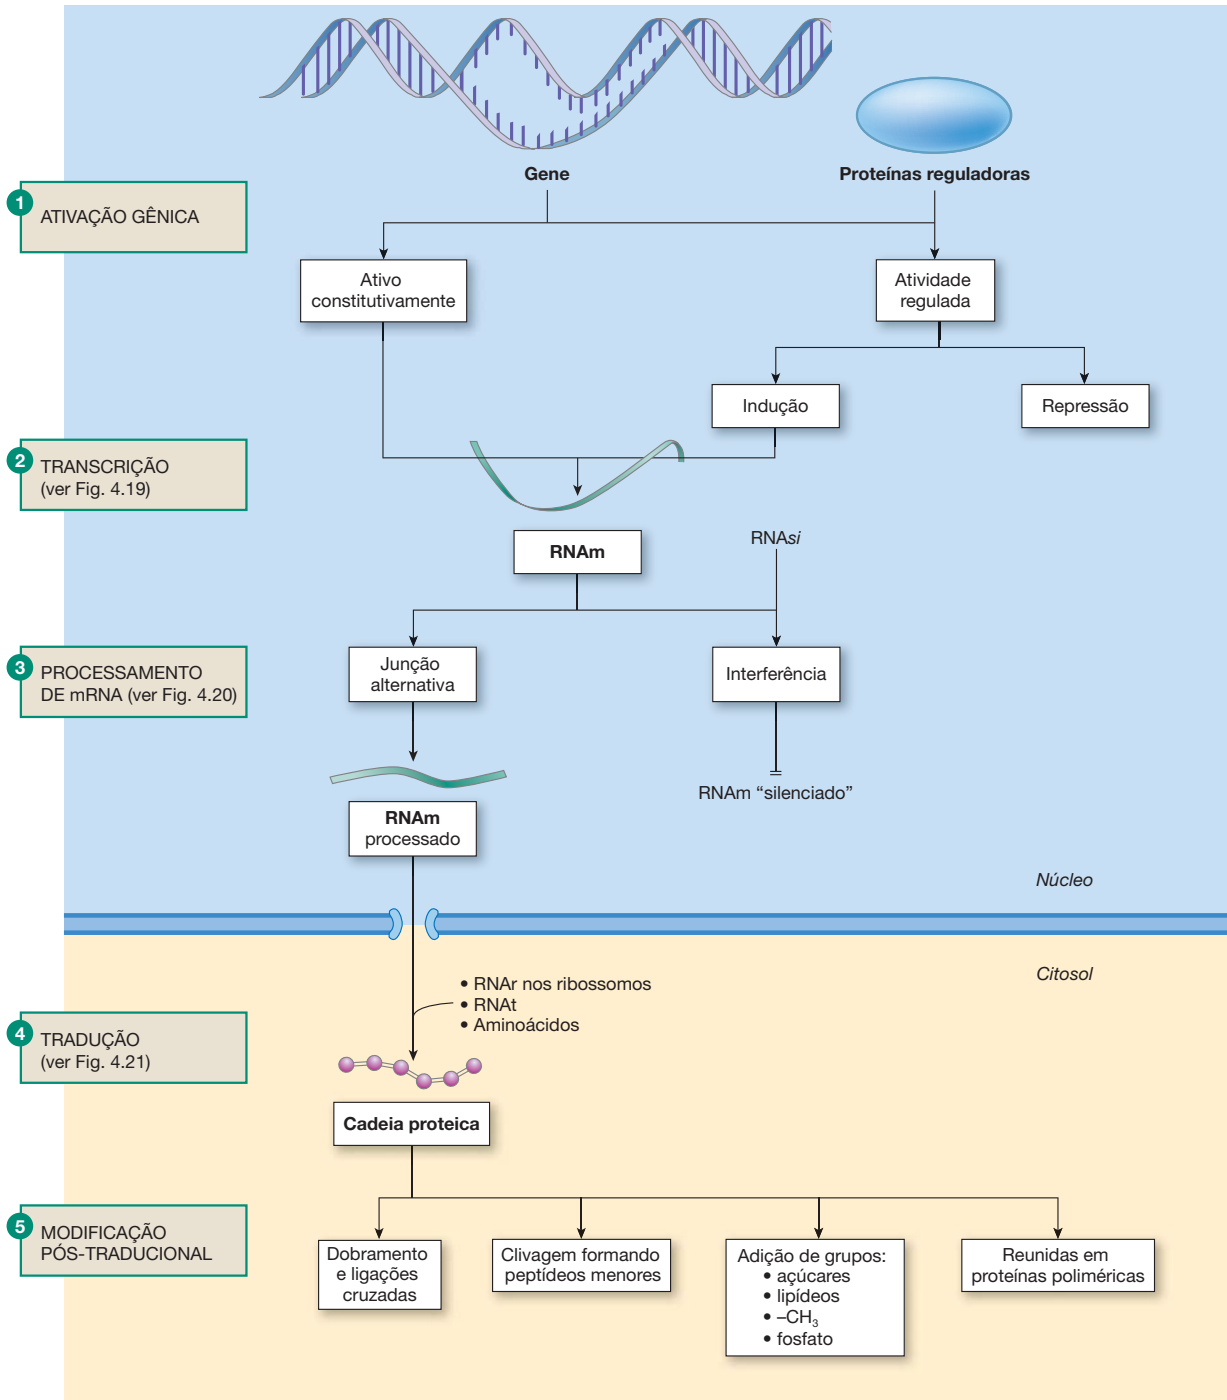 Gene
Proteínas reguladoras
1
ATIVAÇÃO GÊNICA
Ativo
constitutivamente
Atividade
regulada
Indução
Repressão
2
TRANSCRIÇÃO
(ver Fig. 4.19)
RNAm
RNAsi
3
PROCESSAMENTO
DE mRNA (ver Fig. 4.20)
Junção
alternativa
Interferência
RNAm “silenciado”
RNAm
processado
Núcleo
Citosol
• RNAr nos ribossomos
• RNAt
• Aminoácidos
4
TRADUÇÃO
(ver Fig. 4.21)
Cadeia proteica
5
MODIFICAÇÃO
PÓS-TRADUCIONAL
Dobramento
e ligações
cruzadas
Clivagem formando
peptídeos menores
Adição de grupos:
• açúcares
• lipídeos
• –CH₃
• fosfato
Reunidas em
proteínas poliméricas